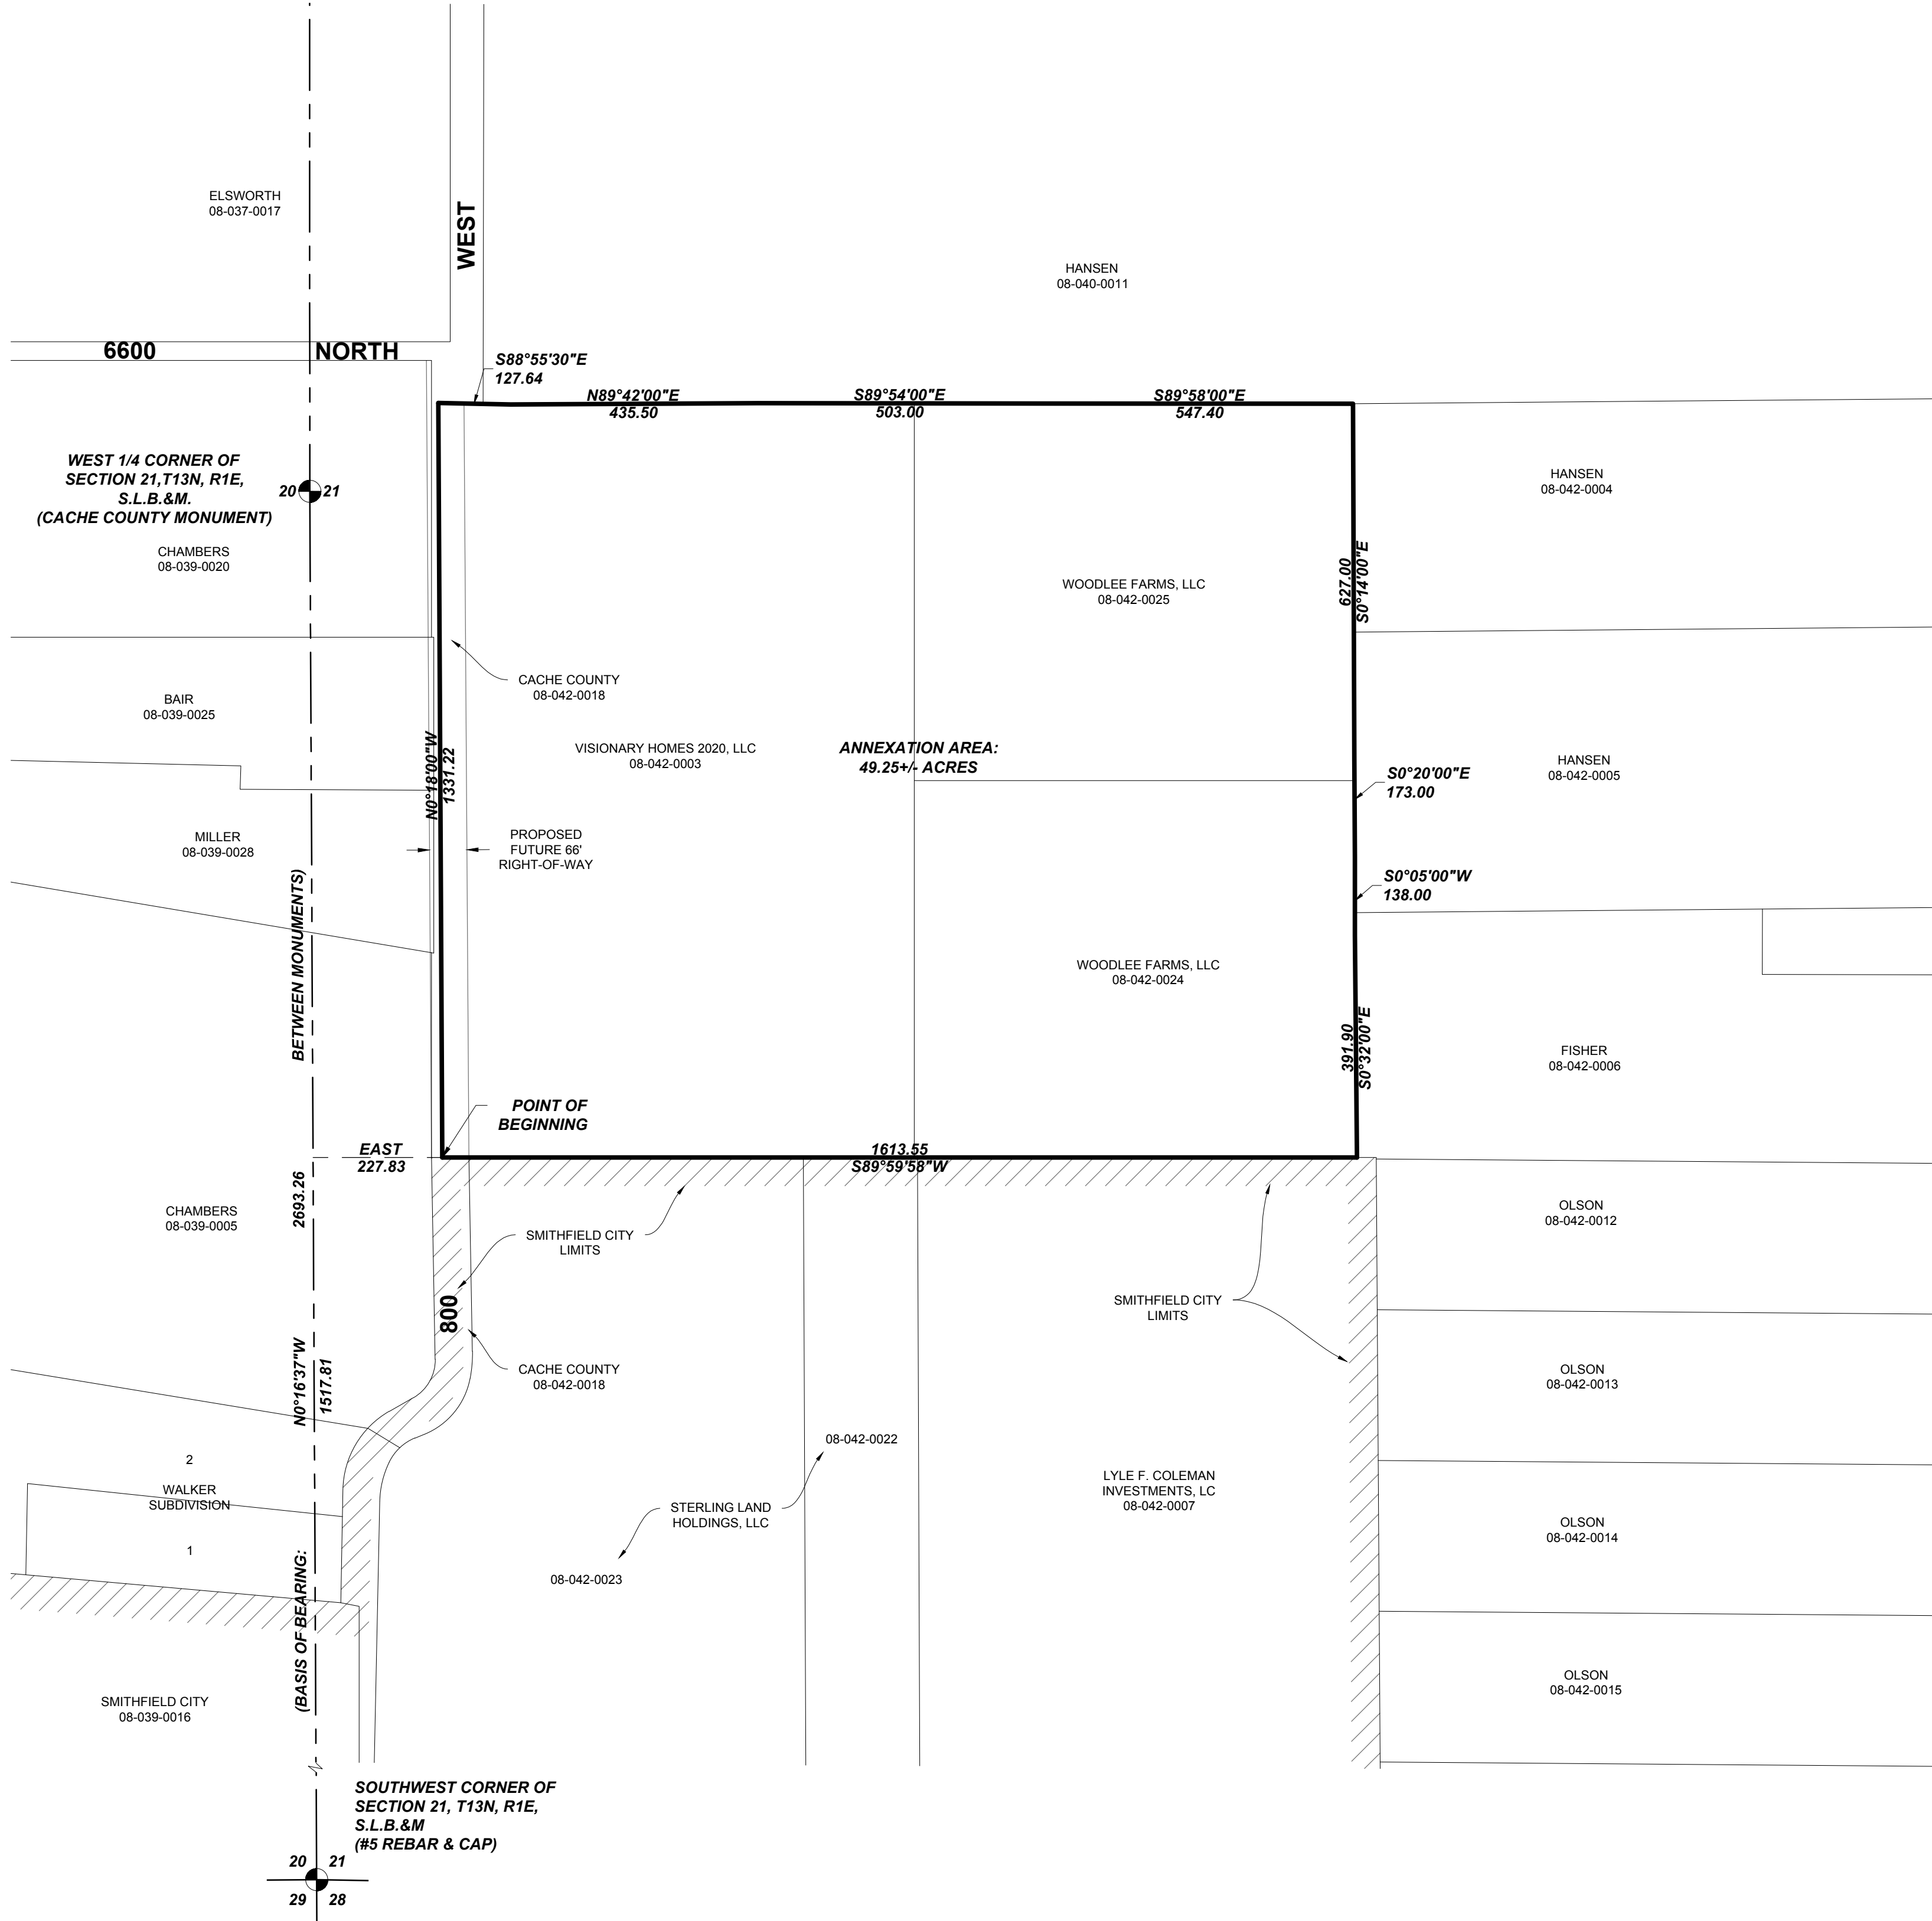 ELSWORTH
08-037-0017
WEST
HANSEN
08-040-0011
6600 NORTH
S88°55'30"E
127.64
N89°42'00"E
435.50
S89°54'00"E
503.00
S89°58'00"E
547.40
WEST 1/4 CORNER OF
SECTION 21,T13N, R1E,
S.L.B.&M.
(CACHE COUNTY MONUMENT)
20 21
CHAMBERS
08-039-0020
HANSEN
08-042-0004
WOODLEE FARMS, LLC
08-042-0025
627.00
S0°14'00"E
CACHE COUNTY
08-042-0018
BAIR
08-039-0025
N0°18'00"W
1331.22
VISIONARY HOMES 2020, LLC
08-042-0003
ANNEXATION AREA:
49.25+/- ACRES
S0°20'00"E
173.00
HANSEN
08-042-0005
MILLER
08-039-0028
PROPOSED
FUTURE 66'
RIGHT-OF-WAY
S0°05'00"W
138.00
BETWEEN MONUMENTS)
WOODLEE FARMS, LLC
08-042-0024
391.90
S0°32'00"E
FISHER
08-042-0006
POINT OF
BEGINNING
EAST
227.83
1613.55
S89°59'58"W
2693.26
CHAMBERS
08-039-0005
SMITHFIELD CITY
LIMITS
800
SMITHFIELD CITY
LIMITS
OLSON
08-042-0012
N0°16'37"W
1517.81
CACHE COUNTY
08-042-0018
OLSON
08-042-0013
08-042-0022
2
WALKER
SUBDIVISION
1
STERLING LAND
HOLDINGS, LLC
LYLE F. COLEMAN
INVESTMENTS, LC
08-042-0007
OLSON
08-042-0014
08-042-0023
(BASIS OF BEARING:
SMITHFIELD CITY
08-039-0016
OLSON
08-042-0015
SOUTHWEST CORNER OF
SECTION 21, T13N, R1E,
S.L.B.&M
(#5 REBAR & CAP)
20 21
29 28